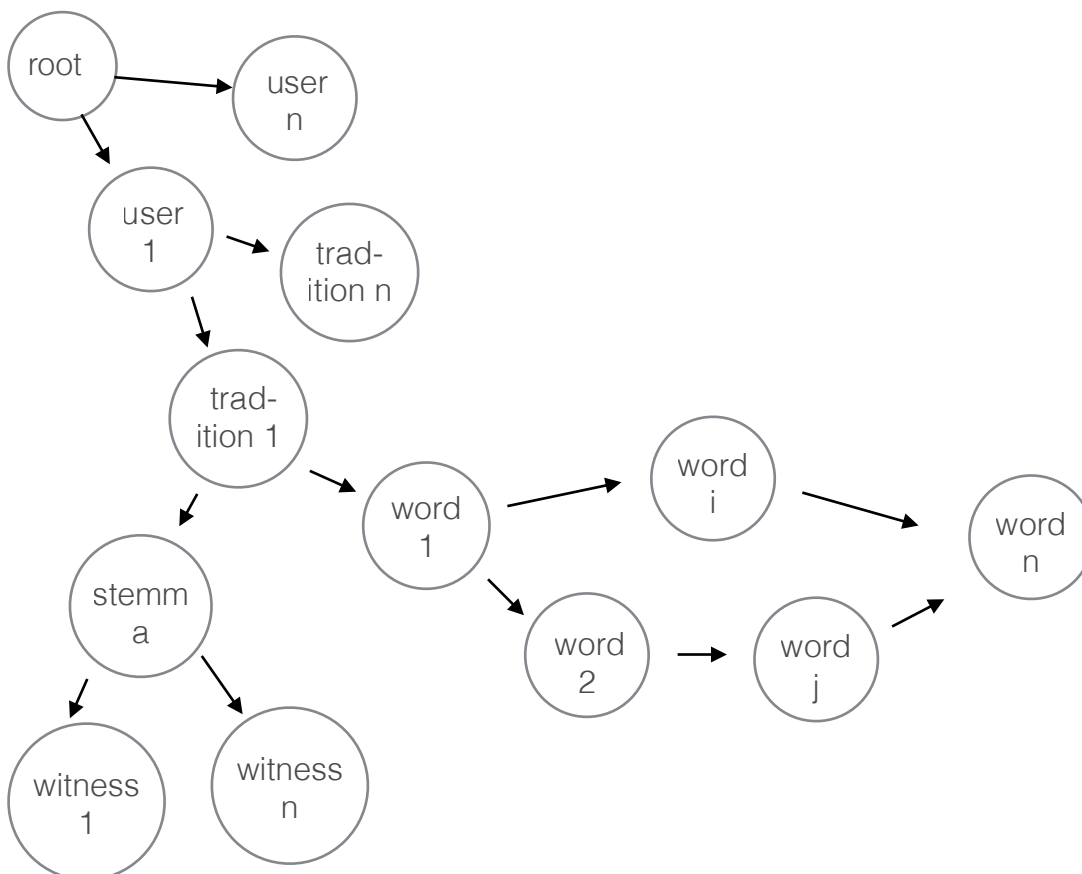 root
user
n
user
1
trad-
ition n
trad-
ition 1
word
1
word
i
word
n
stemm
a
word
2
word
j
witness
1
witness
n